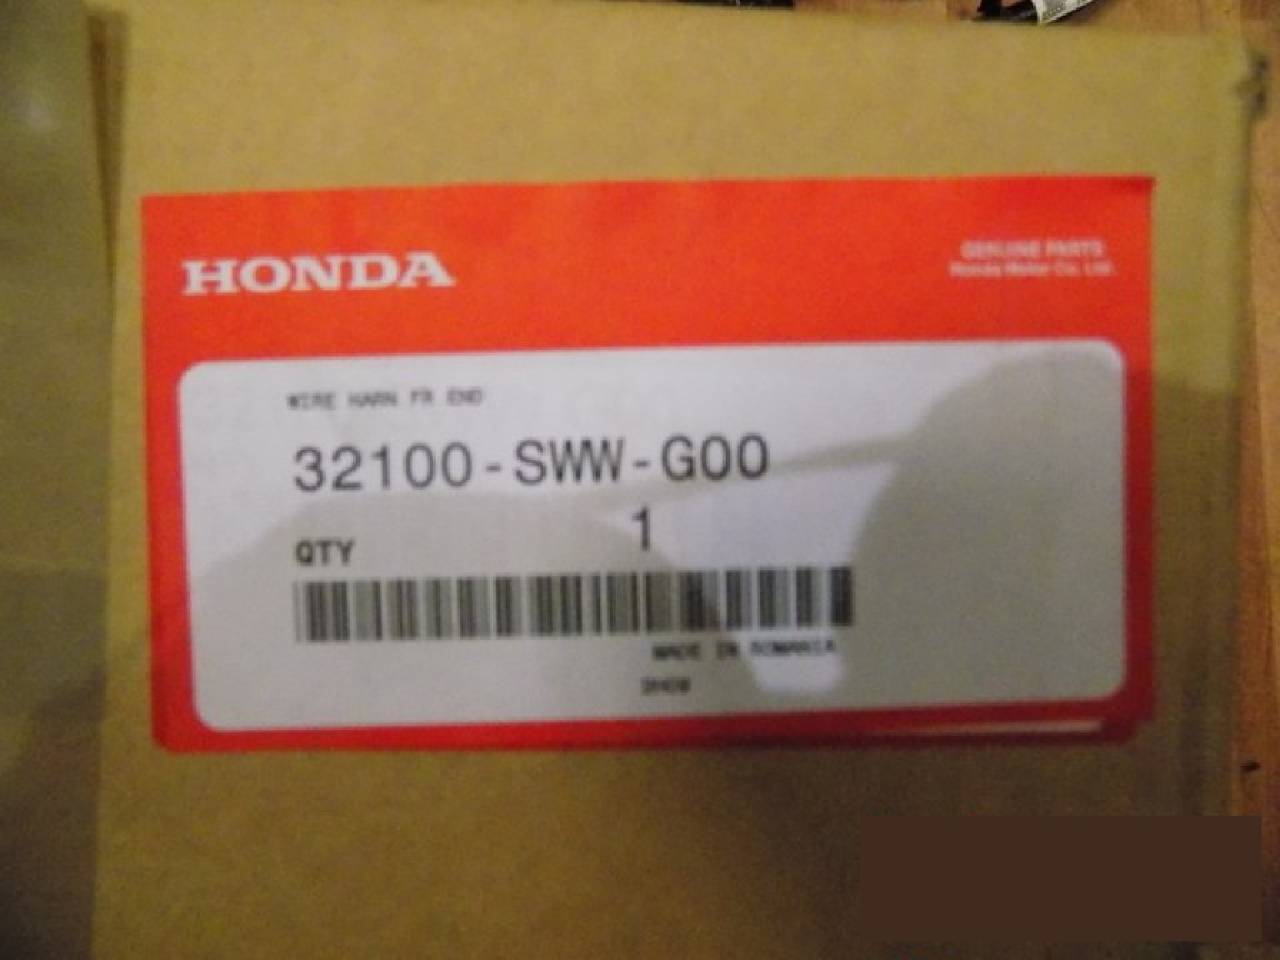 HONDA
GENUINE PARTS
Honda Motor Co. Ltd.
WIRE HARN FR END
32100-SWW-G00
1
QTY
MADE IN ROMANIA